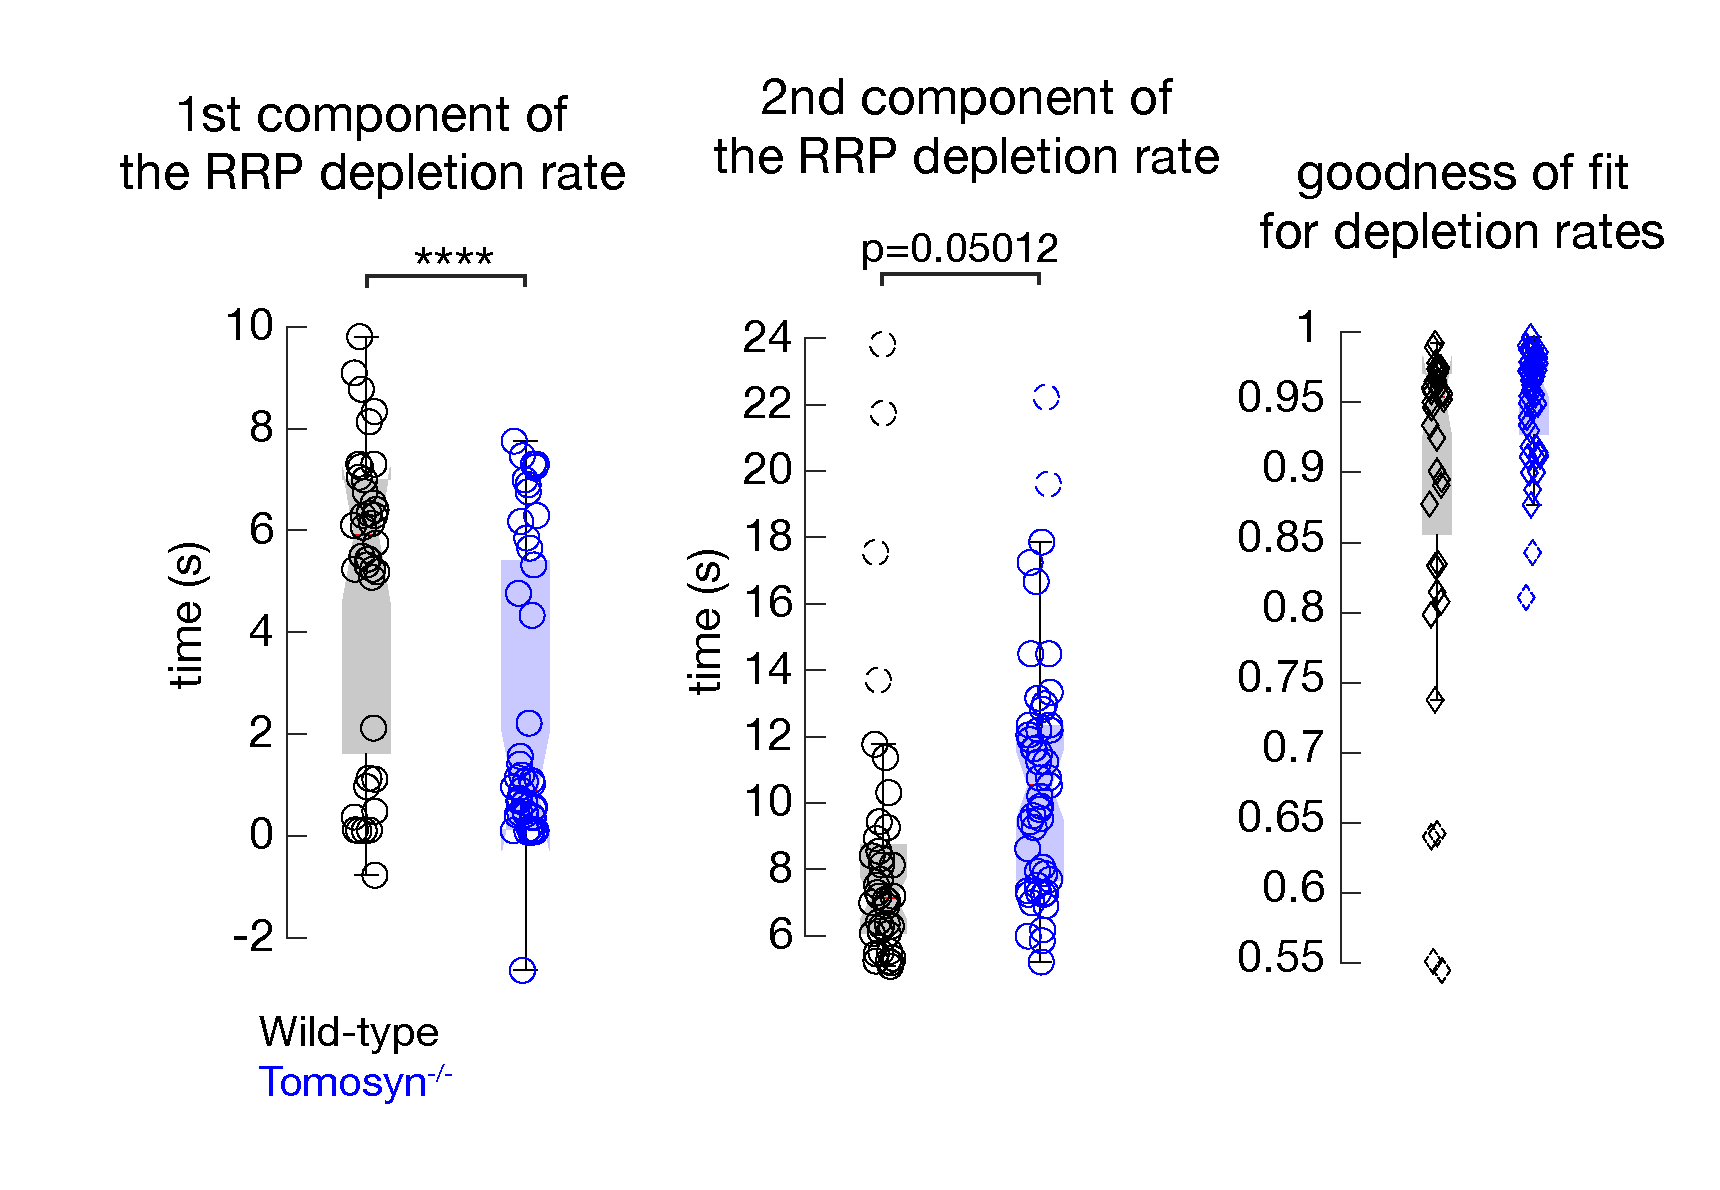 1st component of
the RRP depletion rate
****
10
8
6
4
2
0
-2
time (s)
Wild-type
Tomosyn-/-
2nd component of
the RRP depletion rate
p=0.05012
24
22
20
18
16
14
12
10
8
6
time (s)
goodness of fit
for depletion rates
1
0.95
0.9
0.85
0.8
0.75
0.7
0.65
0.6
0.55